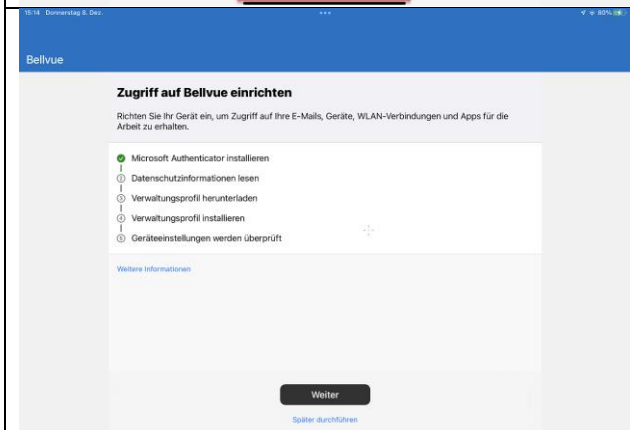 15:14 Donnerstag 8. Dez.
80%
Bellvue
Zugriff auf Bellvue einrichten
Richten Sie Ihr Gerät ein, um Zugriff auf Ihre E-Mails, Geräte, WLAN-Verbindungen und Apps für die
Arbeit zu erhalten.
Microsoft Authenticator installieren
2 Datenschutzinformationen lesen
3 Verwaltungsprofil herunterladen
4 Verwaltungsprofil installieren
5 Geräteeinstellungen werden überprüft
Weitere Informationen
Weiter
Später durchführen